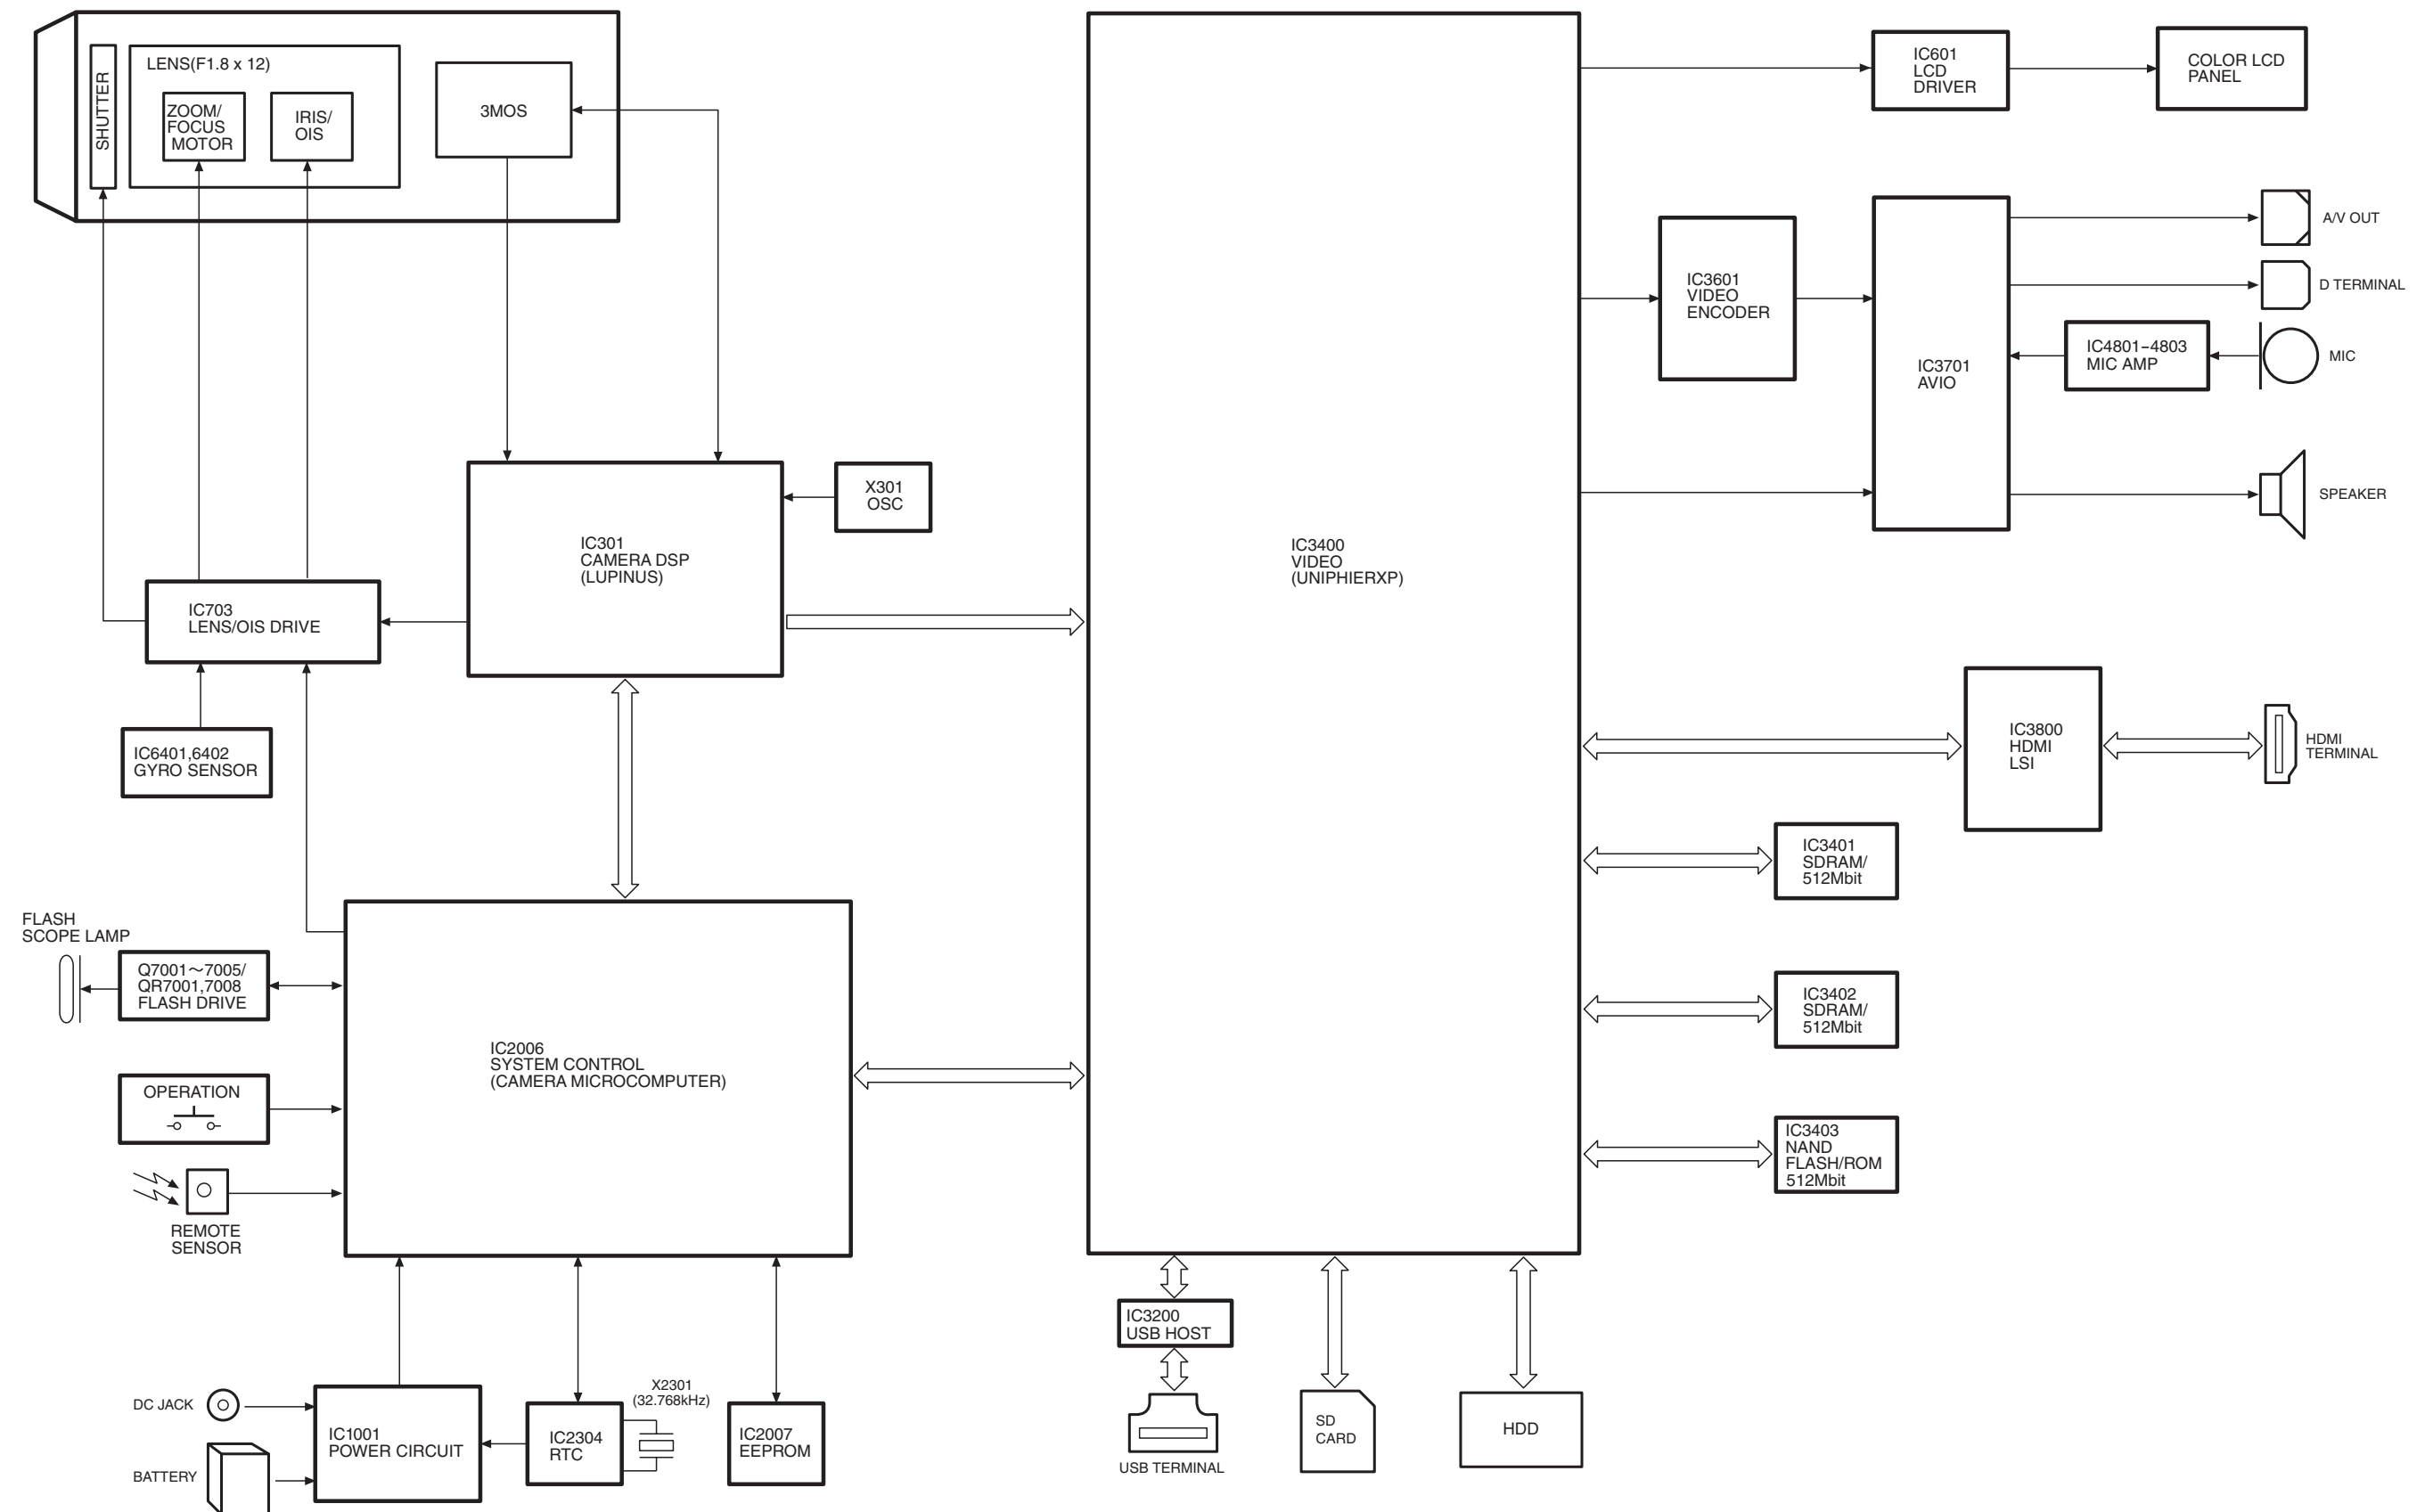 LENS(F1.8 x 12)
SHUTTER
ZOOM/
FOCUS
MOTOR
IRIS/
OIS
3MOS
IC601
LCD
DRIVER
COLOR LCD
PANEL
IC3601
VIDEO
ENCODER
IC3701
AVIO
A/V OUT
D TERMINAL
IC4801-4803
MIC AMP
MIC
SPEAKER
X301
OSC
IC301
CAMERA DSP
(LUPINUS)
IC3400
VIDEO
(UNIPHIERXP)
IC703
LENS/OIS DRIVE
IC6401,6402
GYRO SENSOR
IC3800
HDMI
LSI
HDMI
TERMINAL
IC3401
SDRAM/
512Mbit
FLASH
SCOPE LAMP
Q7001～7005/
QR7001,7008
FLASH DRIVE
IC3402
SDRAM/
512Mbit
IC2006
SYSTEM CONTROL
(CAMERA MICROCOMPUTER)
OPERATION
IC3403
NAND
FLASH/ROM
512Mbit
REMOTE
SENSOR
IC3200
USB HOST
DC JACK
BATTERY
IC1001
POWER CIRCUIT
X2301
(32.768kHz)
IC2304
RTC
IC2007
EEPROM
USB TERMINAL
SD
CARD
HDD